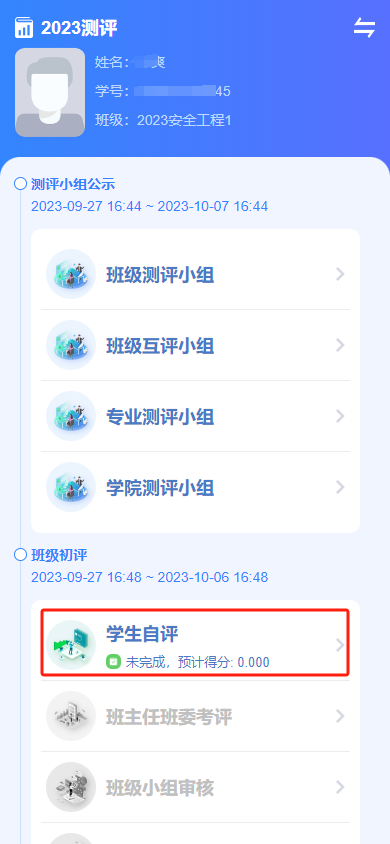 2023测评
姓名：爽
学号：45
班级：2023安全工程1
测评小组公示
2023-09-27 16:44 ~ 2023-10-07 16:44
班级测评小组
班级互评小组
专业测评小组
学院测评小组
班级初评
2023-09-27 16:48 ~ 2023-10-06 16:48
学生自评
未完成，预计得分: 0.000
班主任班委考评
班级小组审核